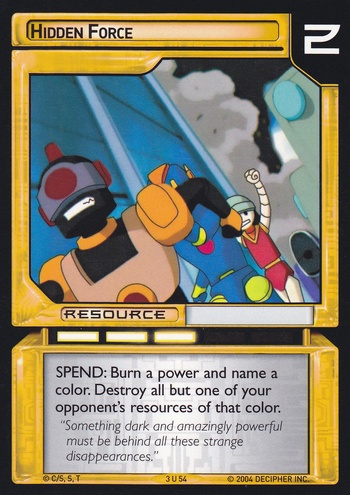 HIDDEN FORCE
2
RESOURCE
SPEND: Burn a power and name a
color. Destroy all but one of your
opponent's resources of that color.
"Something dark and amazingly powerful
must be behind all these strange
disappearances."
© C/S, S, T 3 U 54 © 2004 DECIPHER INC.